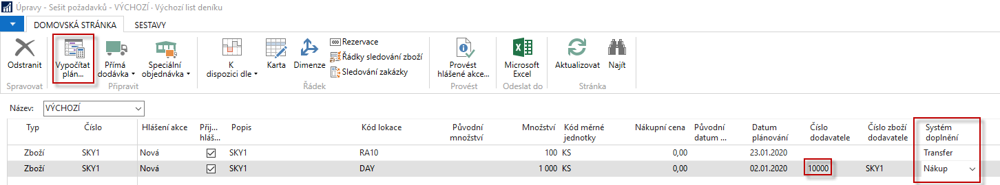 Úpravy - Sešit požadavků - VÝCHOZÍ · Výchozí list deníku
DOMOVSKÁ STRÁNKA SESTAVY
Odstranit
Vypočítat plán...
Přímá dodávka
Speciální objednávka
K dispozici dle
Karta
Dimenze
Rezervace
Řádky sledování zboží
Sledování zakázky
Provést hlášené akce...
Microsoft Excel
Aktualizovat
Najít
Spravovat Připravit Řádek Provést Odeslat do Stránka
Název: VÝCHOZÍ
Typ Číslo Hlášení akce Přij... hláš... Popis Kód lokace Původní množství Množství Kód měrné jednotky Nákupní cena Původní datum ... Datum plánování Číslo dodavatele Číslo zboží dodavatele Systém doplnění
Zboží SKY1 Nová SKY1 RA10 100 KS 0,00 23.01.2020 Transfer
Zboží SKY1 Nová SKY1 DAY 1 000 KS 0,00 02.01.2020 10000 SKY1 Nákup